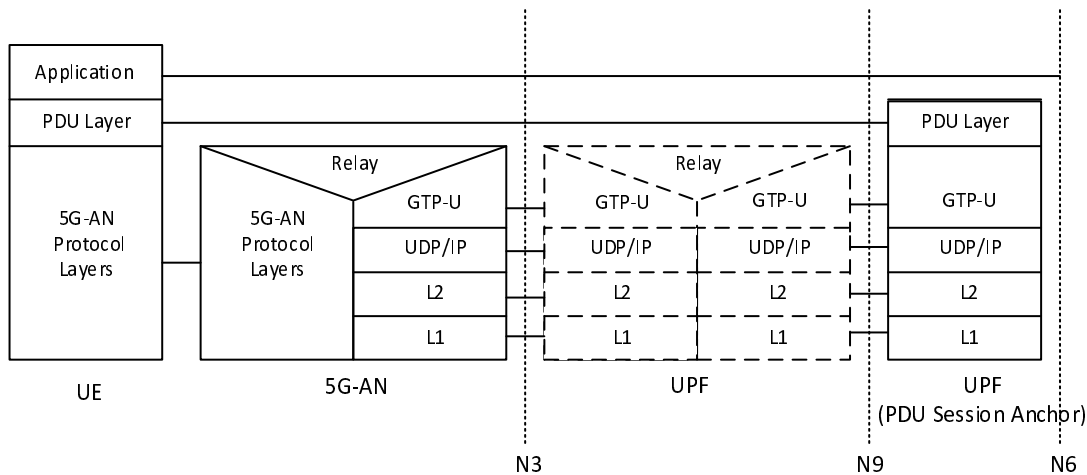 Application
PDU Layer
5G-AN
Protocol
Layers
UE
Relay
5G-AN
Protocol
Layers
GTP-U
UDP/IP
L2
L1
5G-AN
N3
Relay
GTP-U
GTP-U
UDP/IP
UDP/IP
L2
L2
L1
L1
UPF
N9
PDU Layer
GTP-U
UDP/IP
L2
L1
UPF
(PDU Session Anchor)
N6